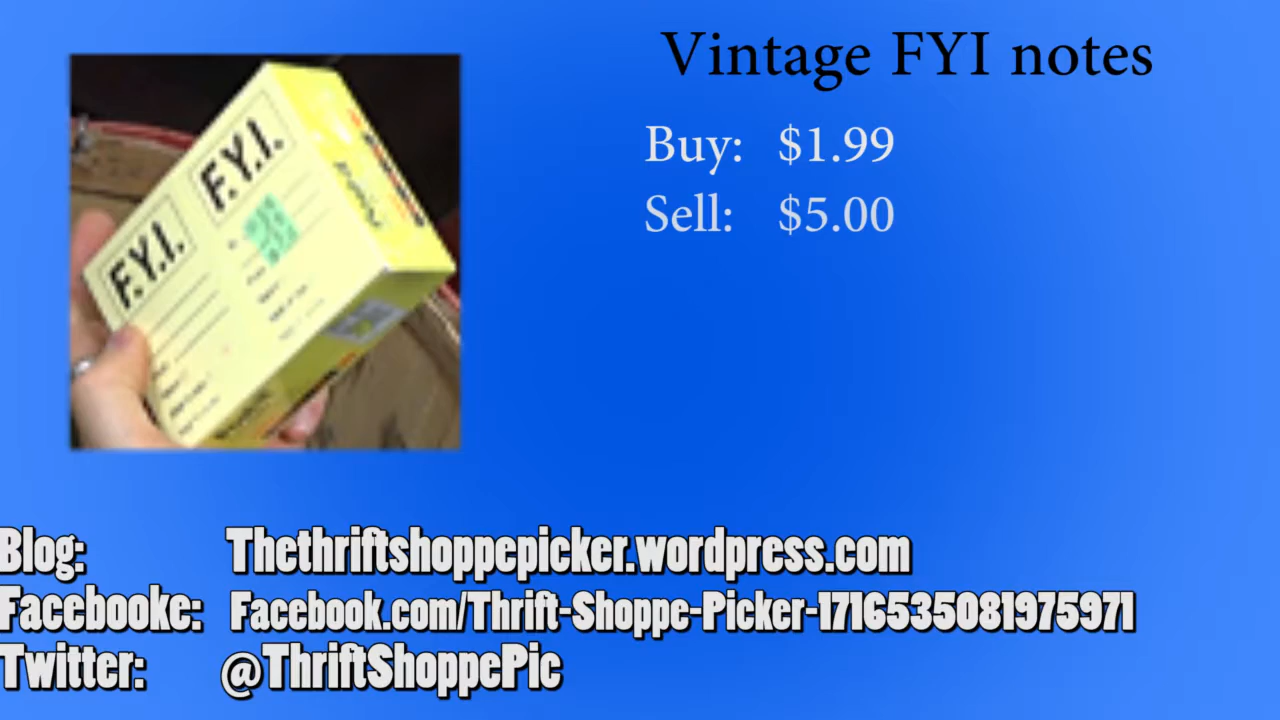 Vintage FYI notes
Buy: $1.99
Sell: $5.00
F.Y.I.
F.Y.I.
Blog: Thethriftshoppepicker.wordpress.com
Facebooke: Facebook.com/Thrift-Shoppe-Picker-1716535081975971
Twitter: @ThriftShoppePic